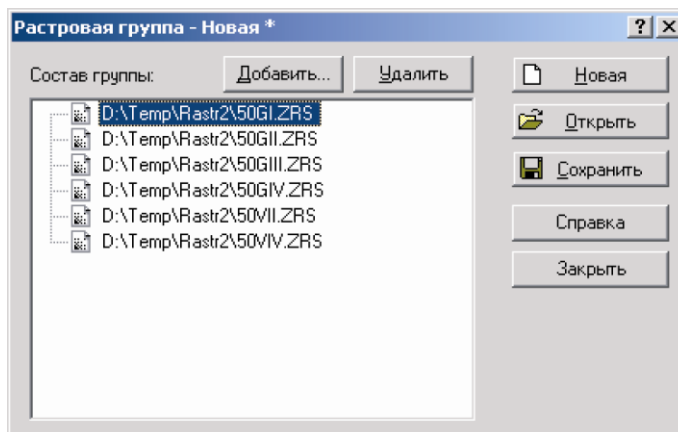 Растровая группа - Новая *
Состав группы: Добавить... Удалить Новая
D:\Temp\Rastr2\50GI.ZRS
D:\Temp\Rastr2\50GII.ZRS Открыть
D:\Temp\Rastr2\50GIII.ZRS
D:\Temp\Rastr2\50GIV.ZRS Сохранить
D:\Temp\Rastr2\50VII.ZRS Справка
D:\Temp\Rastr2\50VIV.ZRS
Закрыть